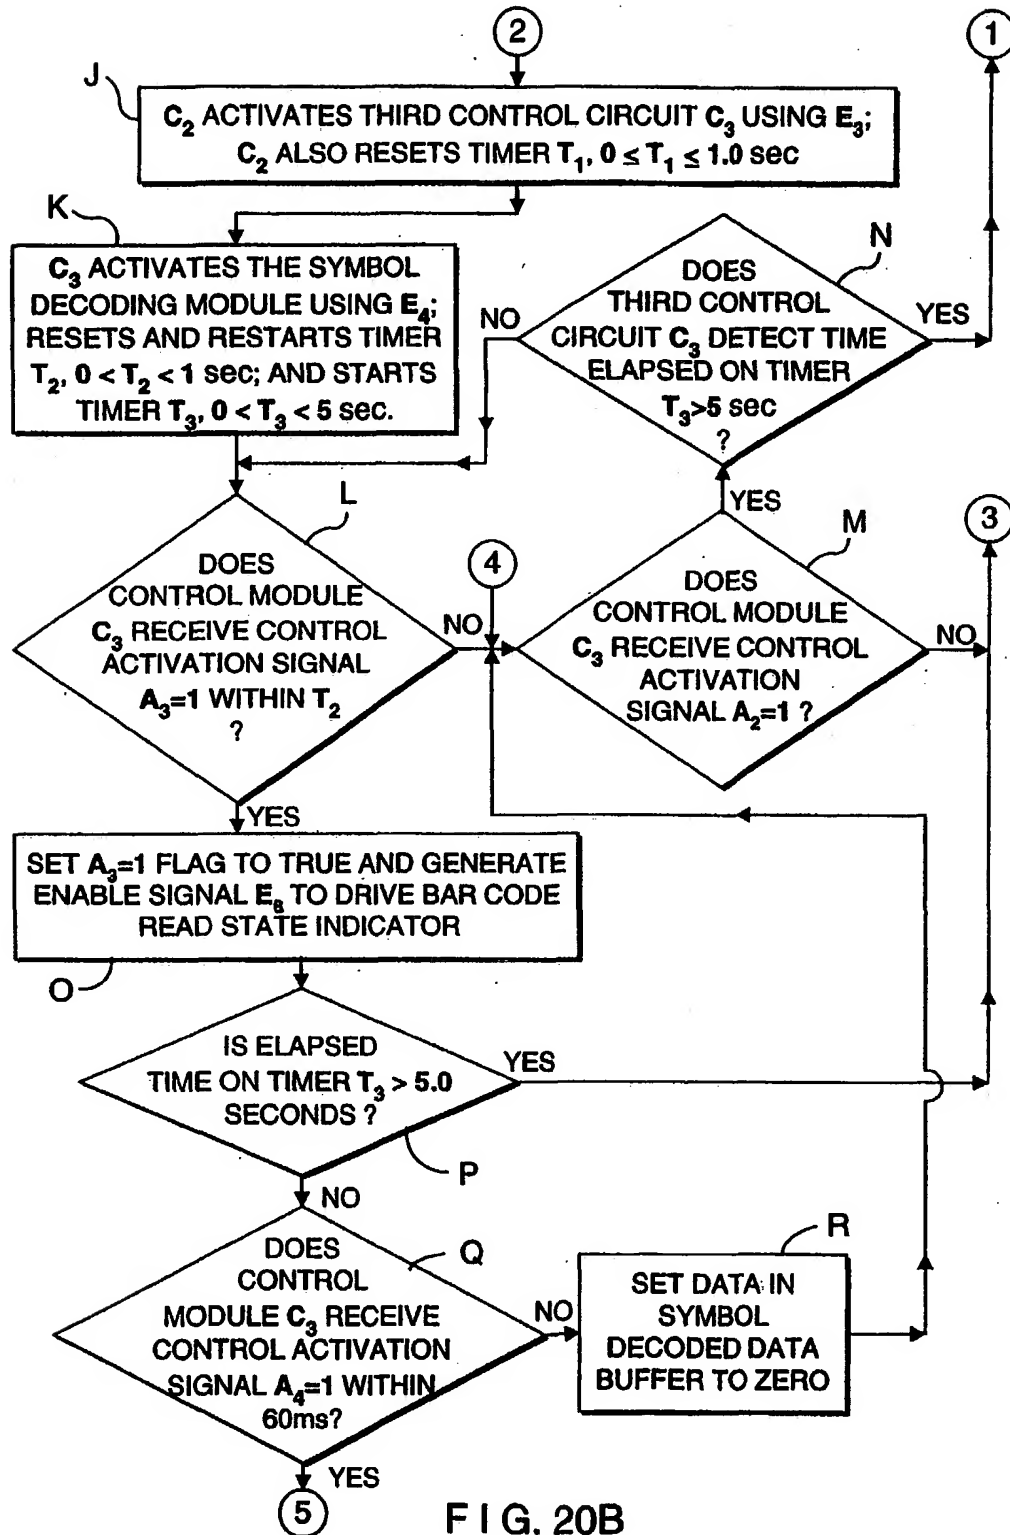 2
1
J
C₂ ACTIVATES THIRD CONTROL CIRCUIT C₃ USING E₃;
C₂ ALSO RESETS TIMER T₁, 0 ≤ T₁ ≤ 1.0 sec
K
C₃ ACTIVATES THE SYMBOL
DECODING MODULE USING E₄;
RESETS AND RESTARTS TIMER
T₂, 0 < T₂ < 1 sec; AND STARTS
TIMER T₃, 0 < T₃ < 5 sec.
N
DOES
THIRD CONTROL
CIRCUIT C₃ DETECT TIME
ELAPSED ON TIMER
T₃>5 sec
?
NO
YES
L
DOES
CONTROL MODULE
C₃ RECEIVE CONTROL
ACTIVATION SIGNAL
A₃=1 WITHIN T₂
?
NO
YES
4
YES
M
DOES
CONTROL MODULE
C₃ RECEIVE CONTROL
ACTIVATION
SIGNAL A₂=1 ?
NO
3
SET A₃=1 FLAG TO TRUE AND GENERATE
ENABLE SIGNAL E₈ TO DRIVE BAR CODE
READ STATE INDICATOR
O
IS ELAPSED
TIME ON TIMER T₃ > 5.0
SECONDS ?
YES
P
NO
Q
DOES
CONTROL
MODULE C₃ RECEIVE
CONTROL ACTIVATION
SIGNAL A₄=1 WITHIN
60ms?
NO
R
SET DATA IN
SYMBOL
DECODED DATA
BUFFER TO ZERO
YES
5
FIG. 20B